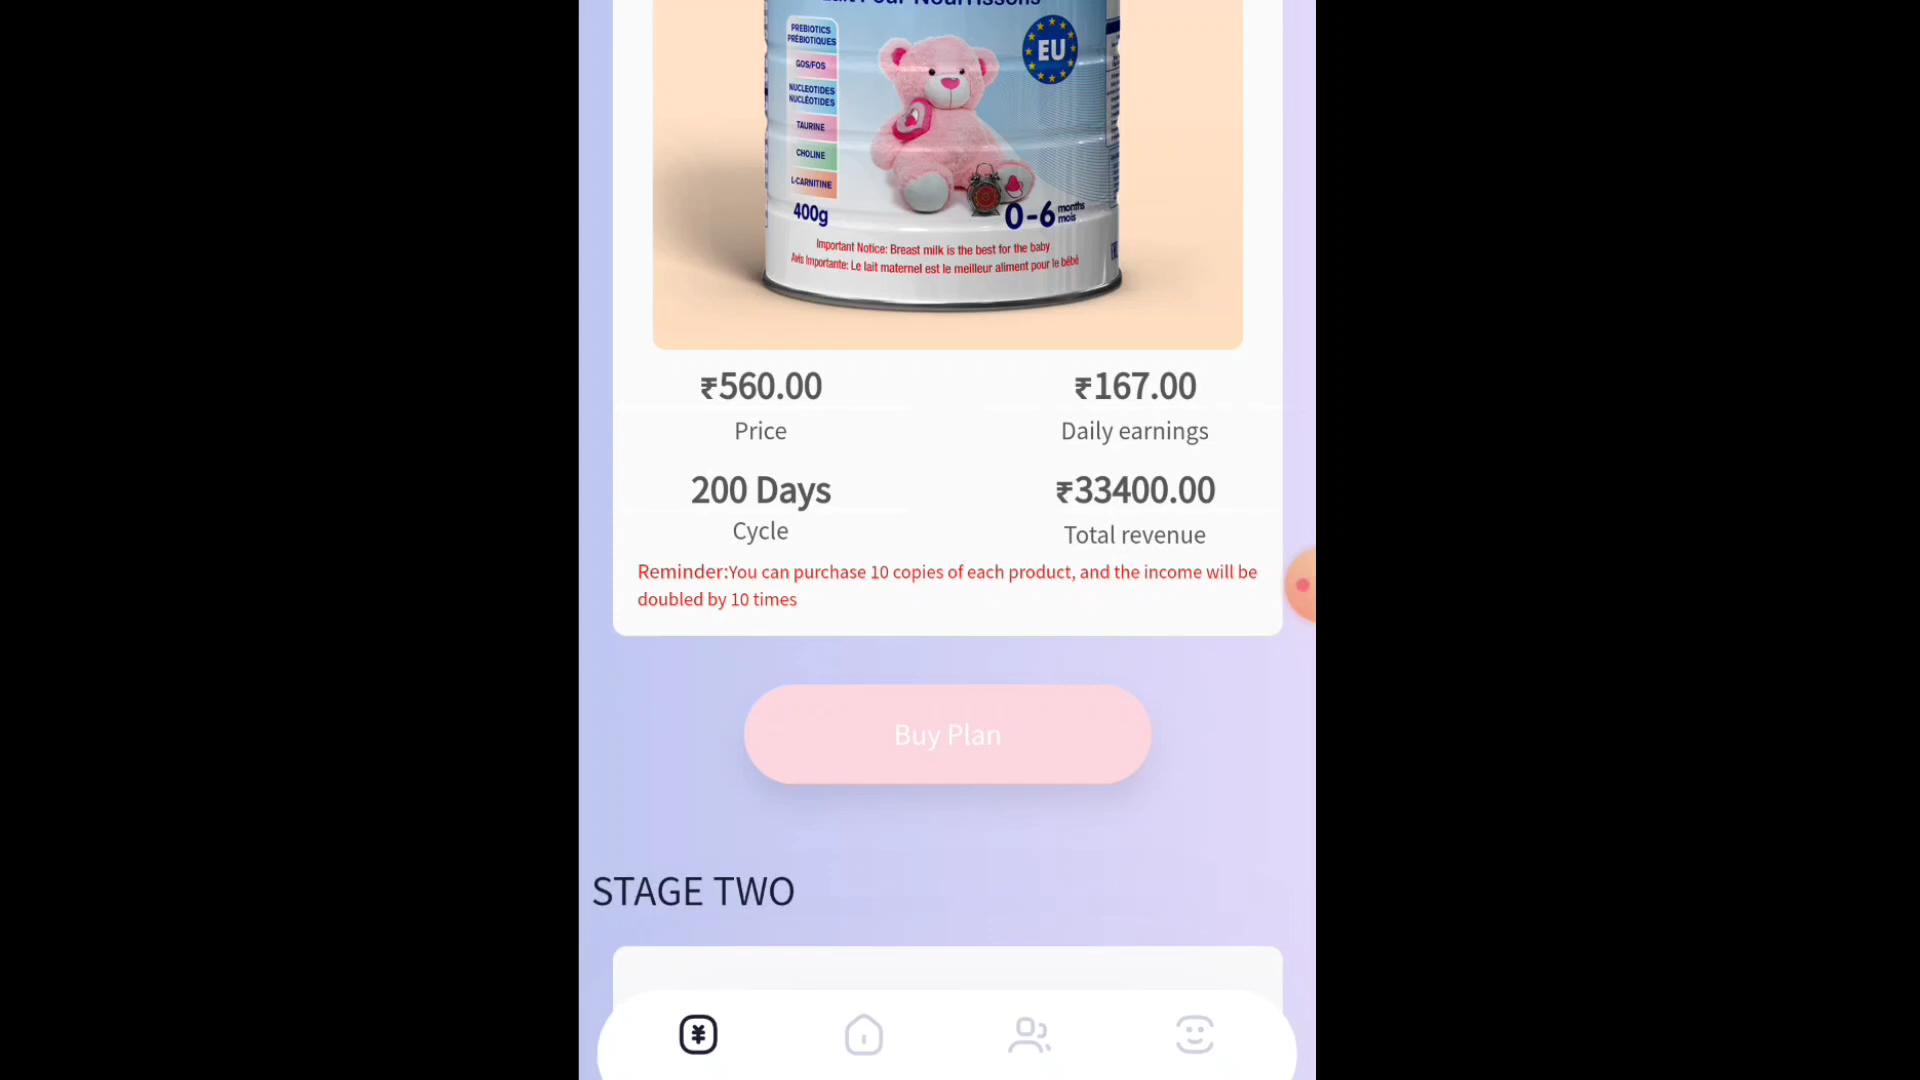 Lait Pour Nourrissons
PREBIOTICS
PRÉBIOTIQUES
GOS/FOS
NUCLEOTIDES
NUCLÉOTIDES
TAURINE
CHOLINE
L-CARNITINE
EU
400g
0-6 months
mois
Important Notice: Breast milk is the best for the baby
Avis Importante: Le lait maternel est le meilleur aliment pour le bébé
₹560.00
₹167.00
Price
Daily earnings
200 Days
₹33400.00
Cycle
Total revenue
Reminder:You can purchase 10 copies of each product, and the income will be
doubled by 10 times
Buy Plan
STAGE TWO